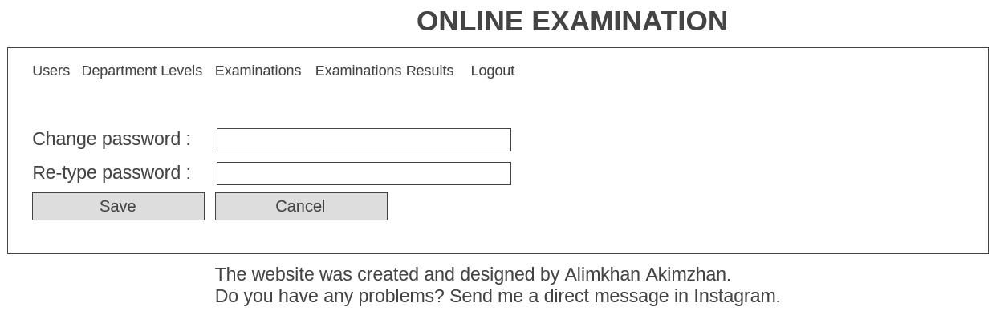 ONLINE EXAMINATION
Users Department Levels Examinations Examinations Results Logout
Change password :
Re-type password :
Save Cancel
The website was created and designed by Alimkhan Akimzhan.
Do you have any problems? Send me a direct message in Instagram.